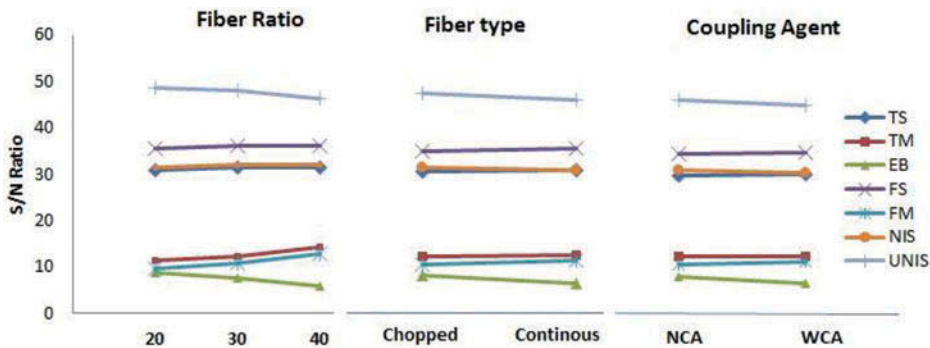 Fiber Ratio
Fiber type
Coupling Agent
S/N Ratio
60
50
40
30
20
10
0
20 30 40
Chopped Continous
NCA WCA
TS
TM
EB
FS
FM
NIS
UNIS